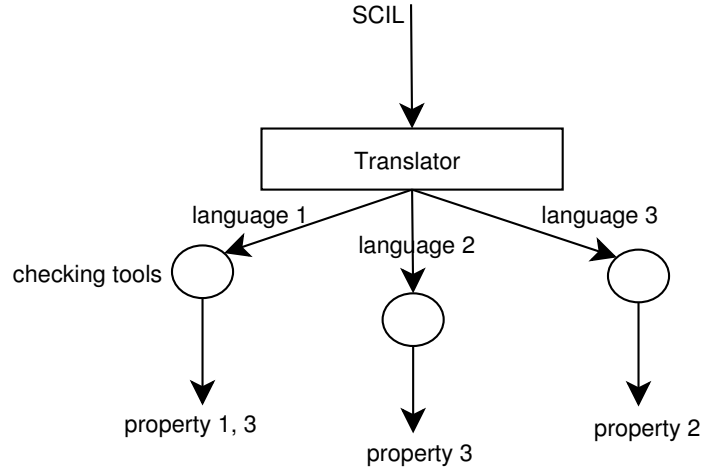 SCIL
Translator
language 1
language 3
language 2
checking tools
property 1, 3
property 3
property 2